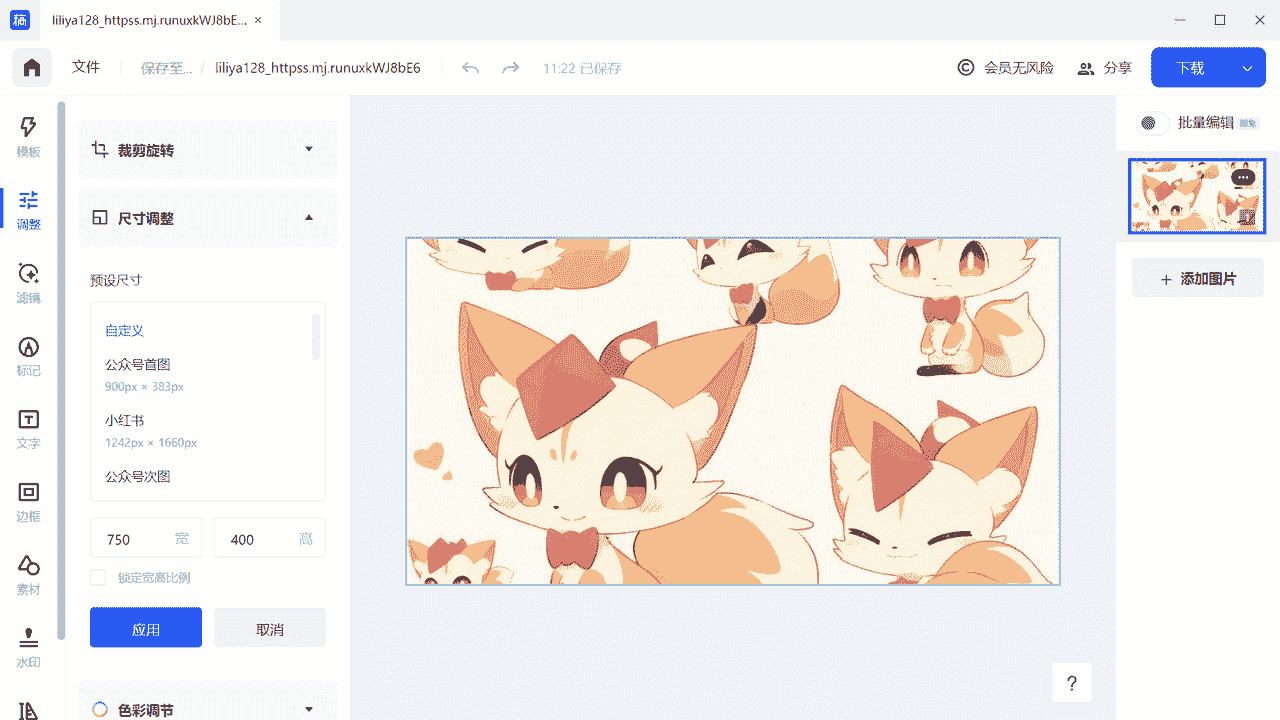 稿
liliya128_httpss.mj.runuxkWJ8bE... ×
文件 保存至... / liliya128_httpss.mj.runuxkWJ8bE6 11:22 已保存 会员无风险 分享 下载
模板
调整
滤镜
标记
文字
边框
素材
水印
裁剪旋转
尺寸调整
预设尺寸
自定义
公众号首图
900px × 383px
小红书
1242px × 1660px
公众号次图
750 宽 400 高
锁定宽高比例
应用 取消
色彩调节
?
批量编辑
+ 添加图片